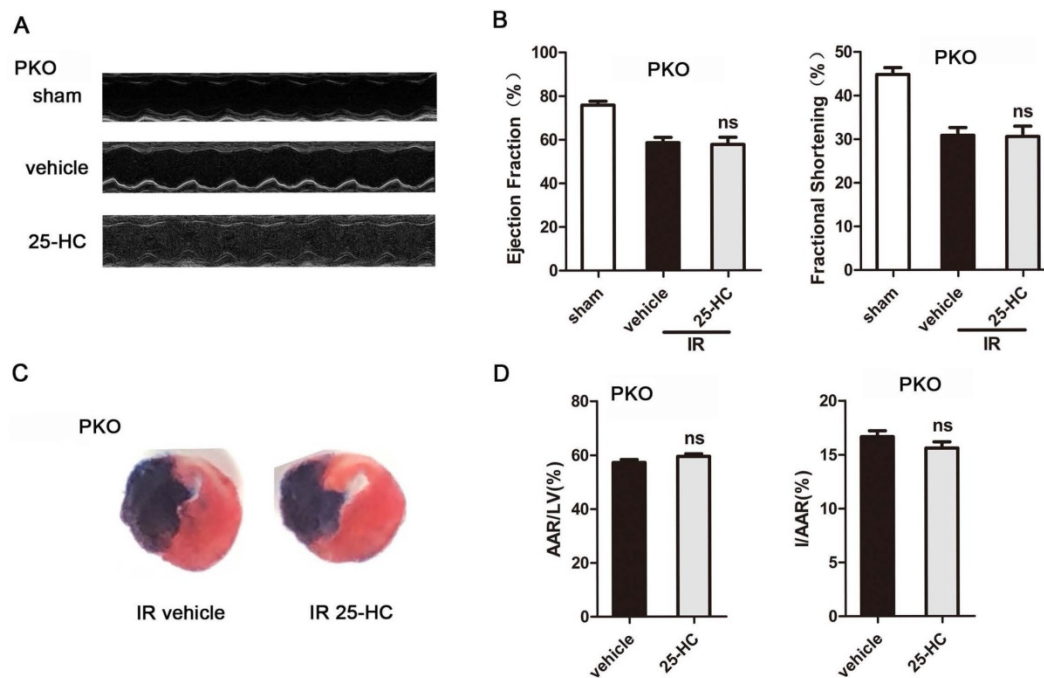 A
PKO
sham
vehicle
25-HC
B
Ejection Fraction (%)
100
80
60
40
20
0
PKO
ns
sham
vehicle
25-HC
IR
Fractional Shortening (%)
50
40
30
20
10
0
PKO
ns
sham
vehicle
25-HC
IR
C
PKO
IR vehicle
IR 25-HC
D
AAR/LV(%)
80
60
40
60
20
0
PKO
ns
vehicle
25-HC
I/AAR(%)
20
15
10
15
5
0
PKO
ns
vehicle
25-HC